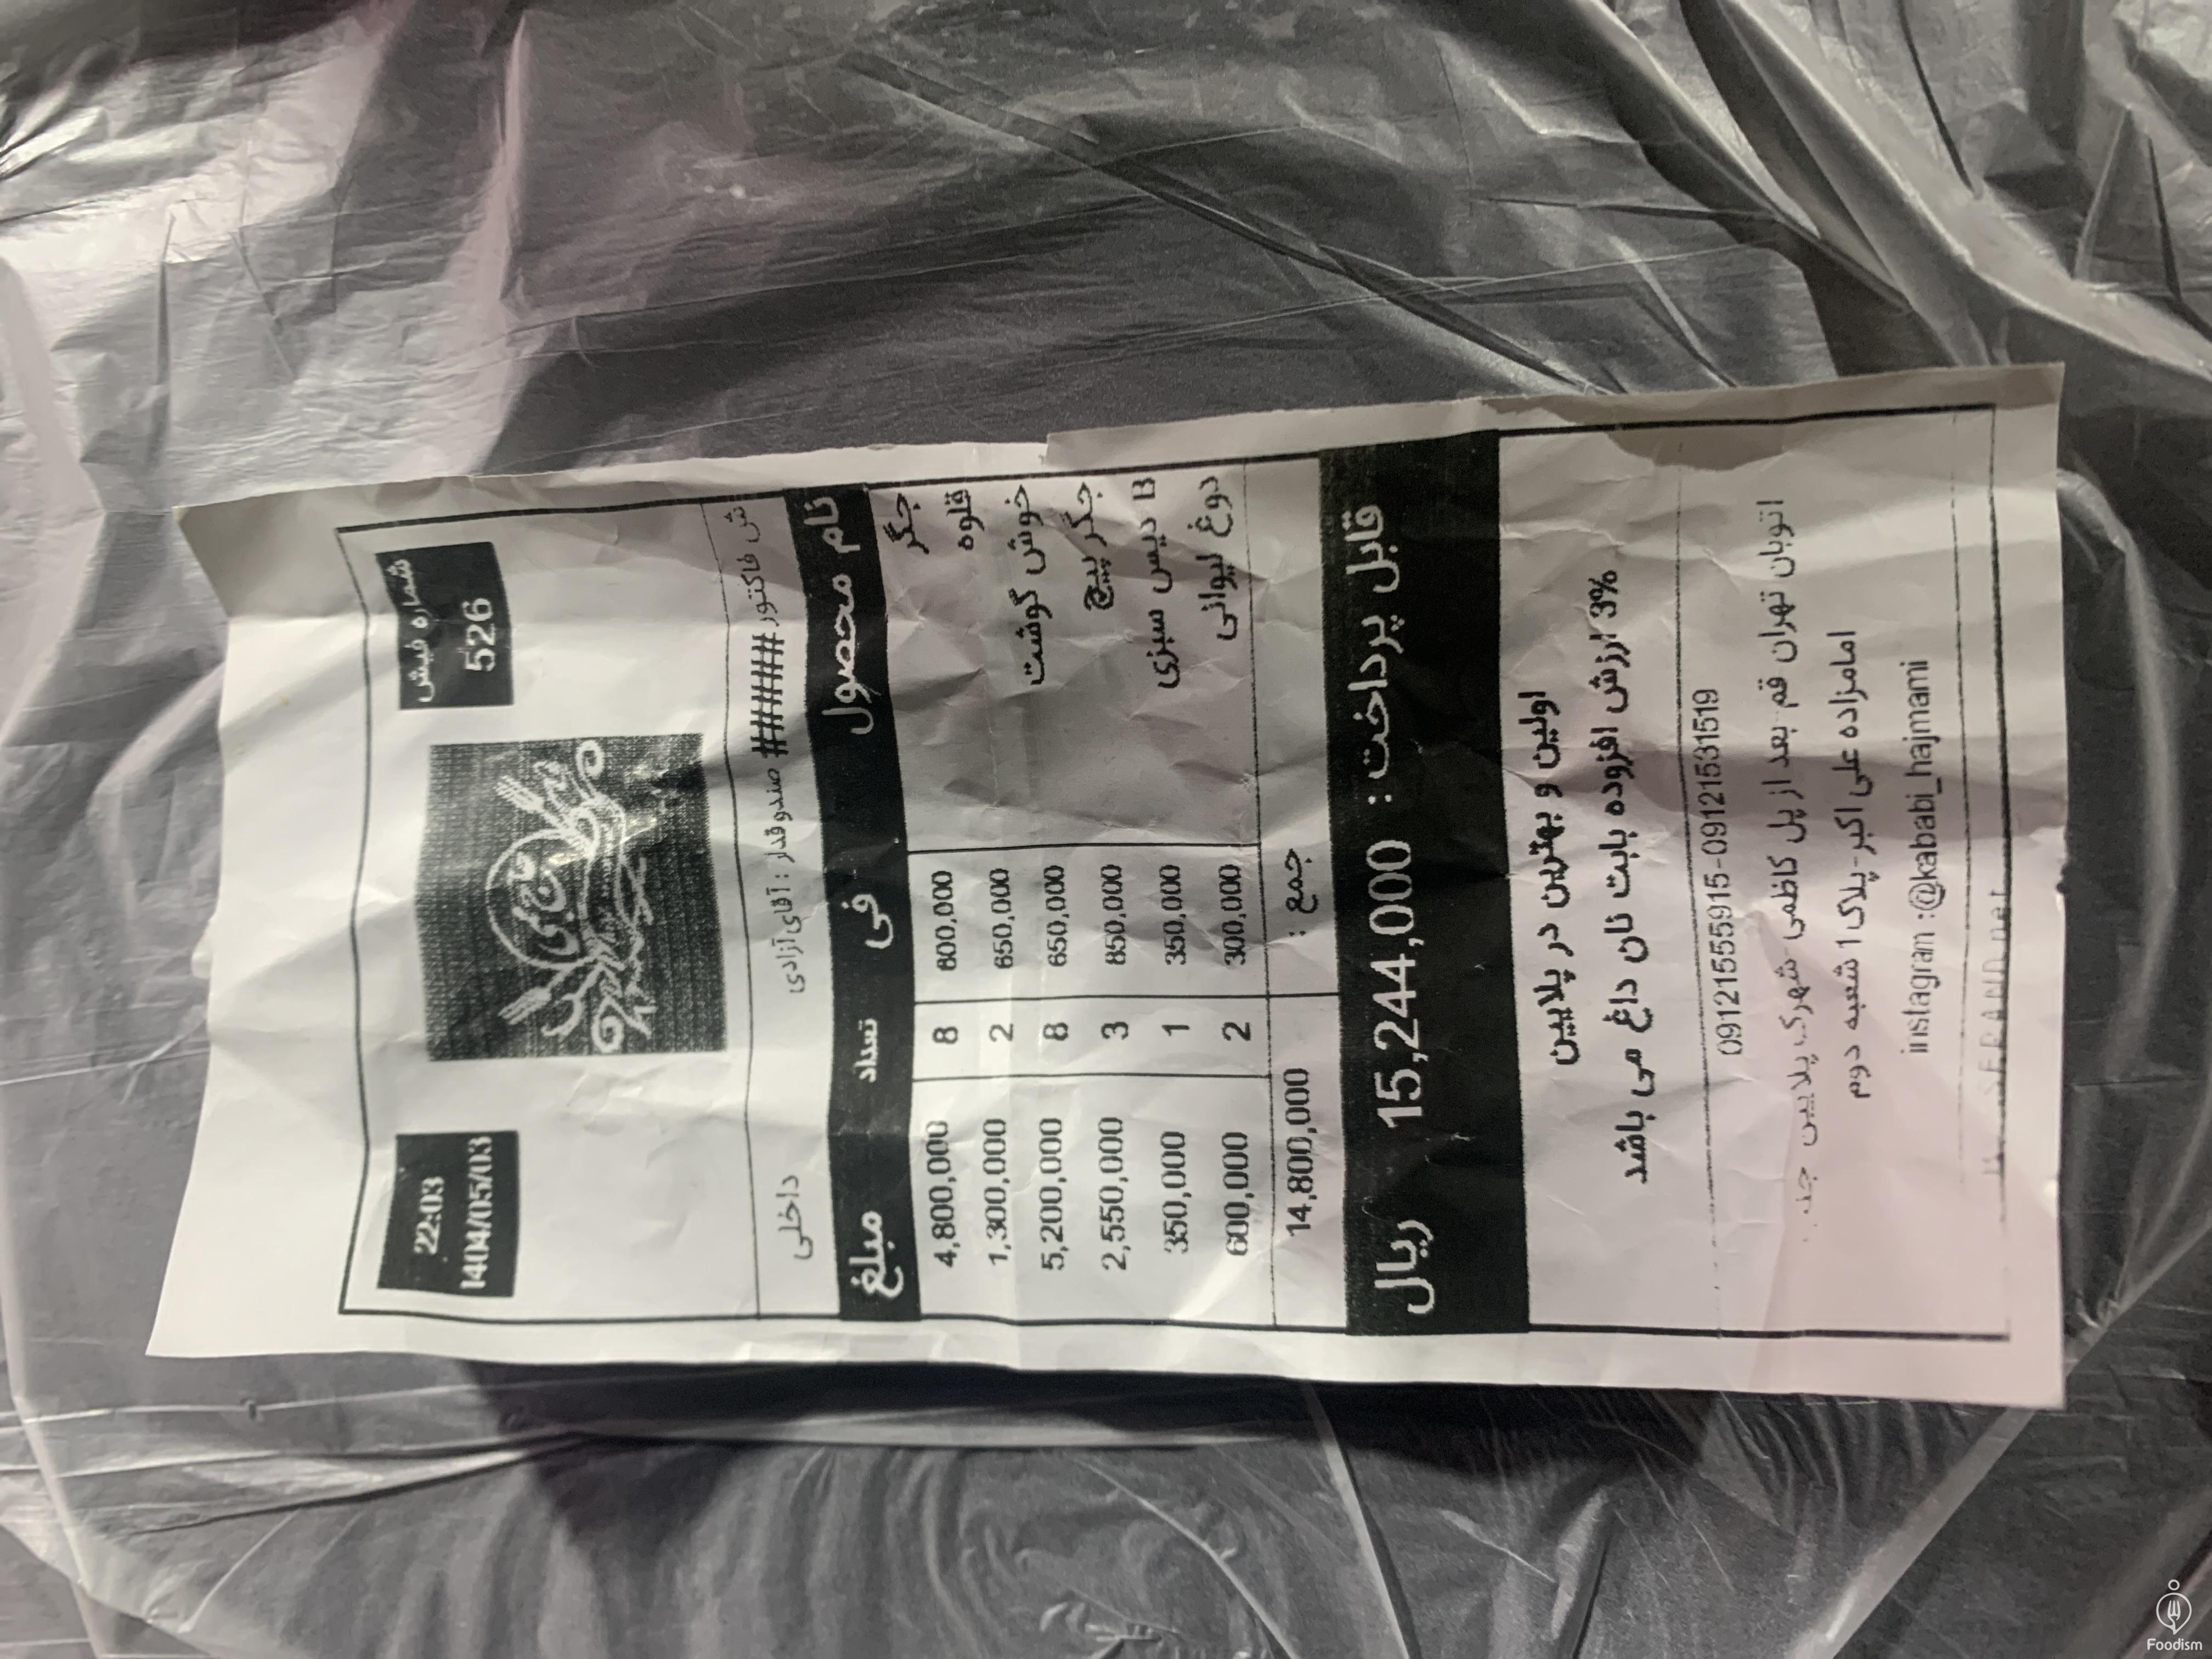 شماره فیش
526
22:03
1404/05/03
حاجی
ش فاکتور ###### صندوقدار : آقای آزادی داخلی
نام محصول فی تعداد مبلغ
جگر 600,000 8 4,800,000
قلوه 650,000 2 1,300,000
خوش گوشت 650,000 8 5,200,000
جگر پیچ 850,000 3 2,550,000
B دیس سبزی 350,000 1 350,000
دوغ لیوانی 300,000 2 600,000
جمع : 14,800,000
قابل پرداخت : 15,244,000 ریال
اولین و بهترین در پلایین
3% ارزش افزوده بابت نان داغ می باشد
09121555915-09121531519
اتوبان تهران قم بعد از پل کاظمی شهرک پلایین
امامزاده علی اکبر-پلاک ۱ شعبه دوم
instagram :@kababi_hajmani
Foodism